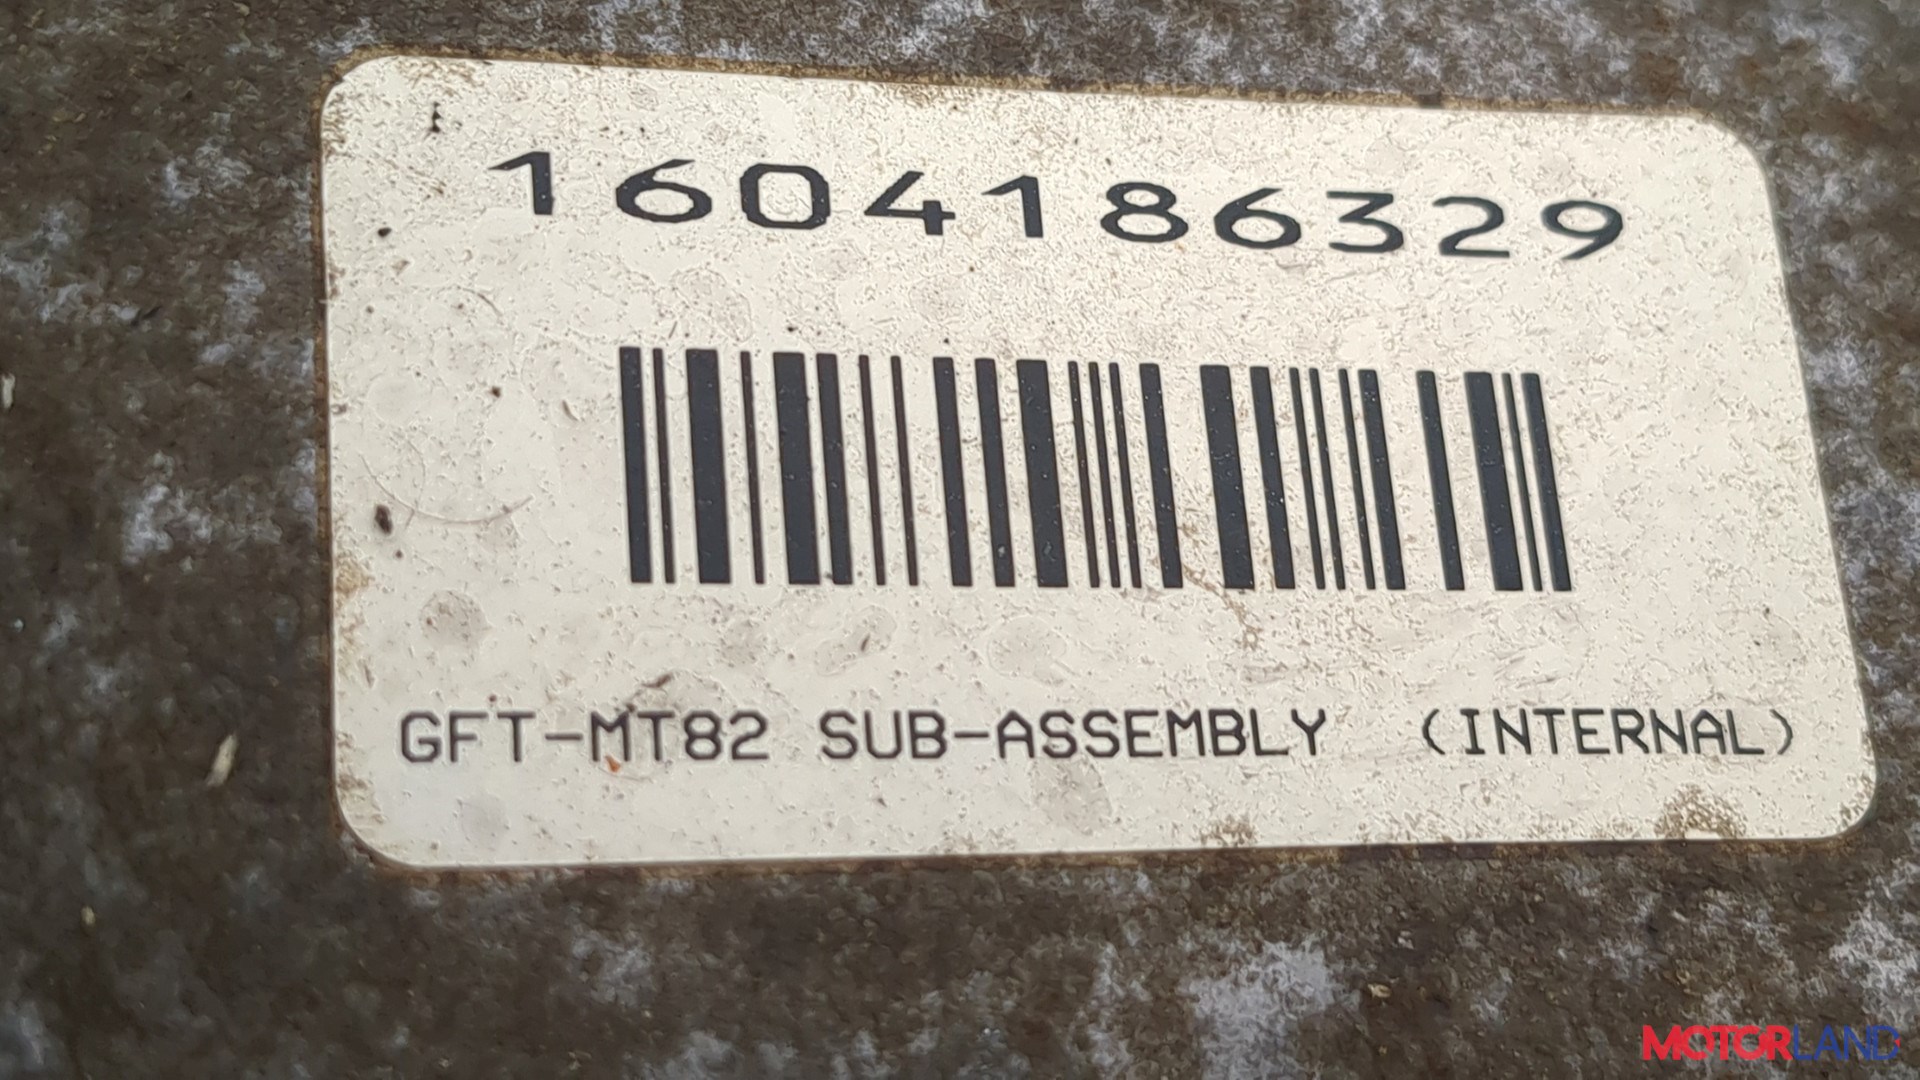 1604186329
GFT-MT82 SUB-ASSEMBLY (INTERNAL)
MOTORLAND